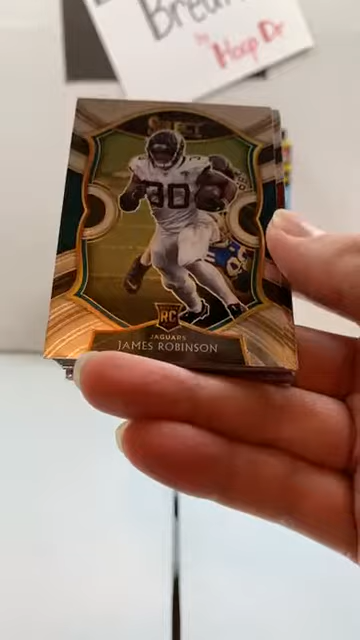 Break
by Hoop Dr
SELECT
30
RC
JAGUARS
JAMES ROBINSON